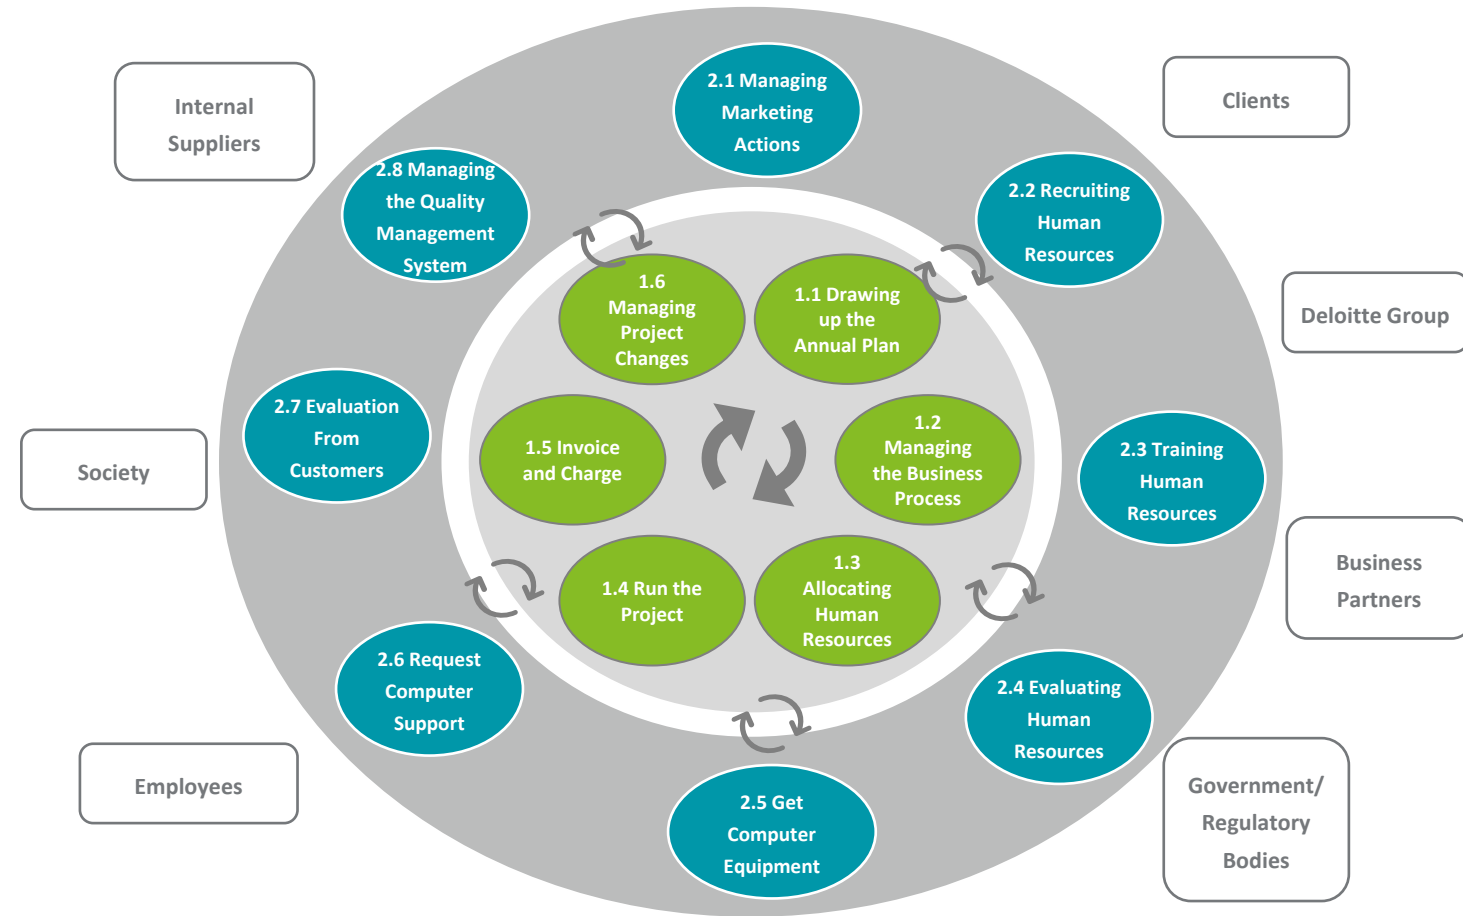 Internal
Suppliers
Clients
Deloitte Group
Society
Business
Partners
Employees
Government/
Regulatory
Bodies
2.1 Managing
Marketing
Actions
2.2 Recruiting
Human
Resources
2.3 Training
Human
Resources
2.4 Evaluating
Human
Resources
2.5 Get
Computer
Equipment
2.6 Request
Computer
Support
2.7 Evaluation
From
Customers
2.8 Managing
the Quality
Management
System
1.1 Drawing
up the
Annual Plan
1.2
Managing
the Business
Process
1.3
Allocating
Human
Resources
1.4 Run the
Project
1.5 Invoice
and Charge
1.6
Managing
Project
Changes